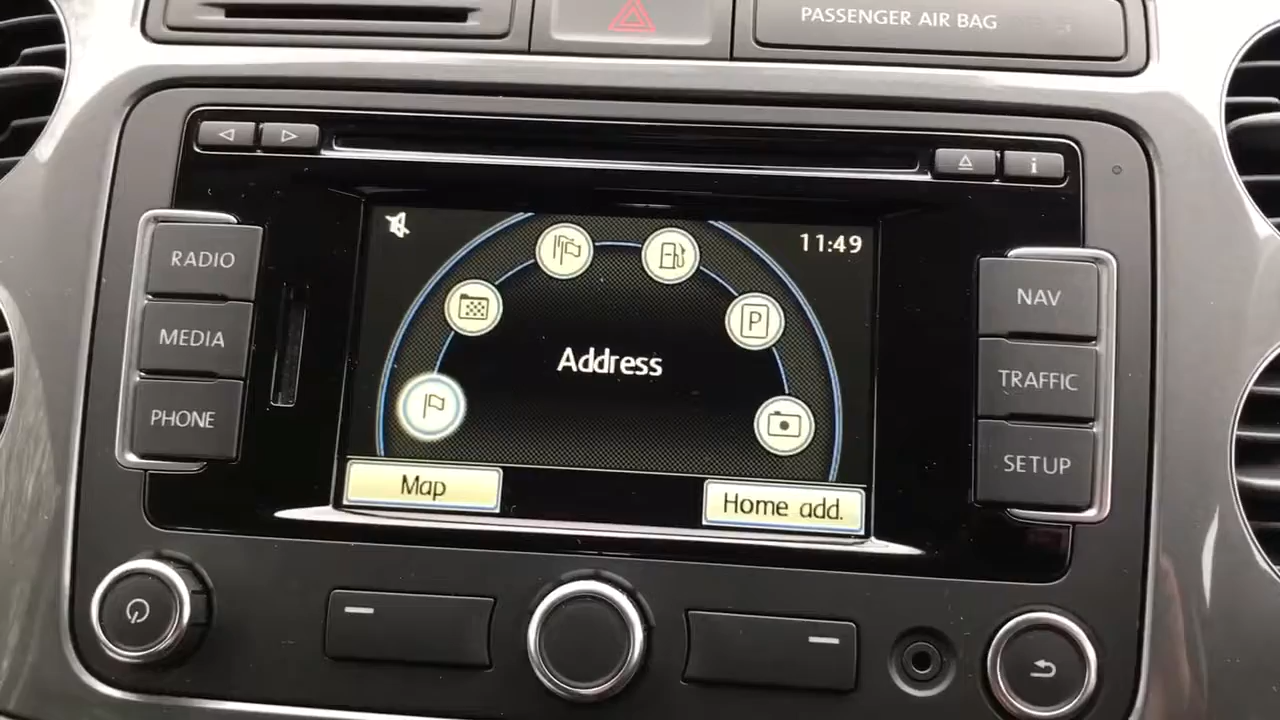 PASSENGER AIR BAG
i
RADIO
MEDIA
PHONE
11:49
P
Address
Map
Home add.
NAV
TRAFFIC
SETUP